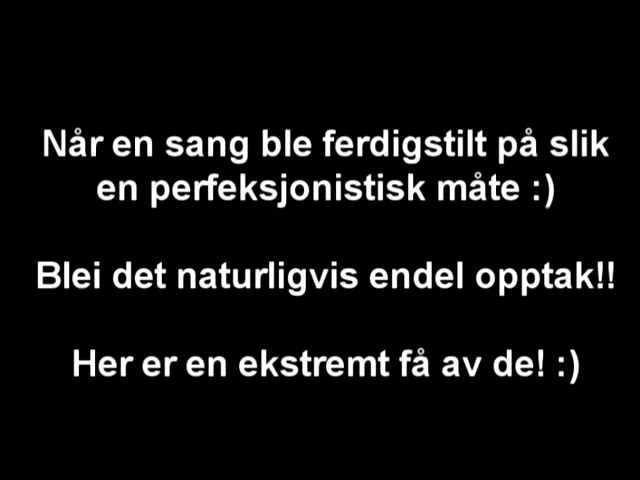 Når en sang ble ferdigstilt på slik
en perfeksjonistisk måte :)
Blei det naturligvis endel opptak!!
Her er en ekstremt få av de! :)